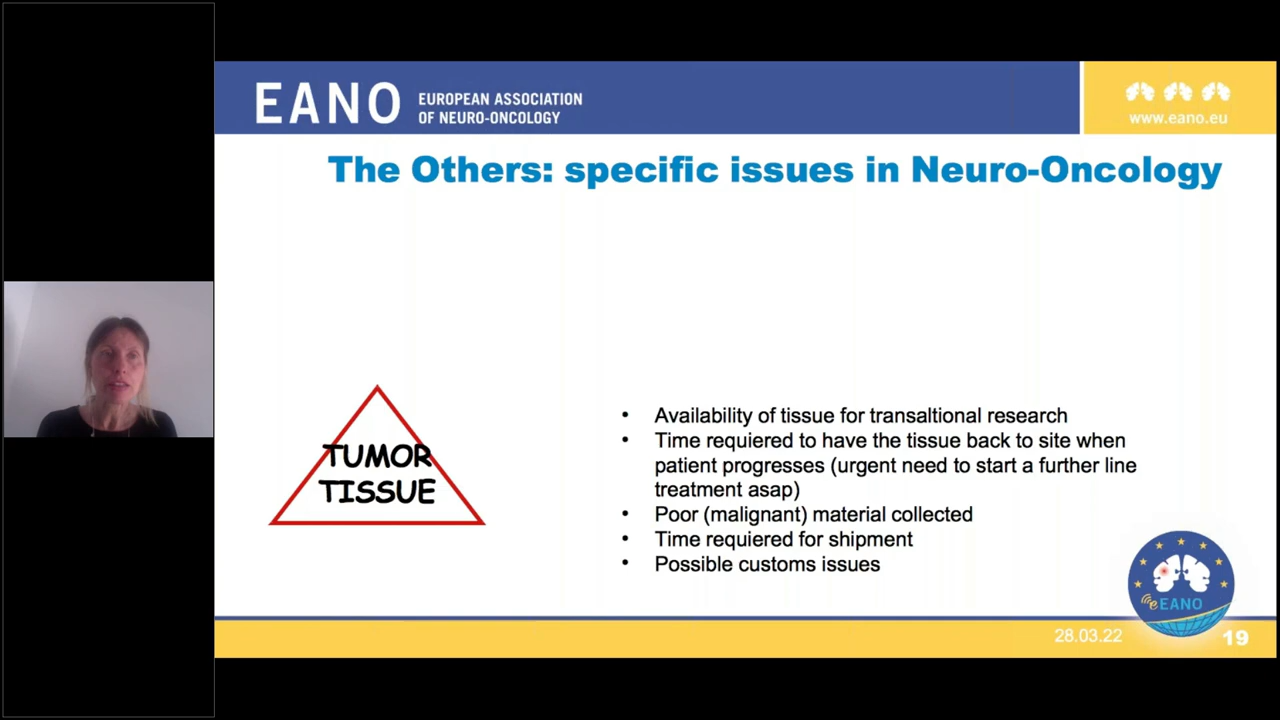 EANO
EUROPEAN ASSOCIATION
OF NEURO-ONCOLOGY
www.eano.eu
The Others: specific issues in Neuro-Oncology
TUMOR
TISSUE
• Availability of tissue for transaltional research
• Time requiered to have the tissue back to site when
patient progresses (urgent need to start a further line
treatment asap)
• Poor (malignant) material collected
• Time requiered for shipment
• Possible customs issues
eEANO
28.03.22
19